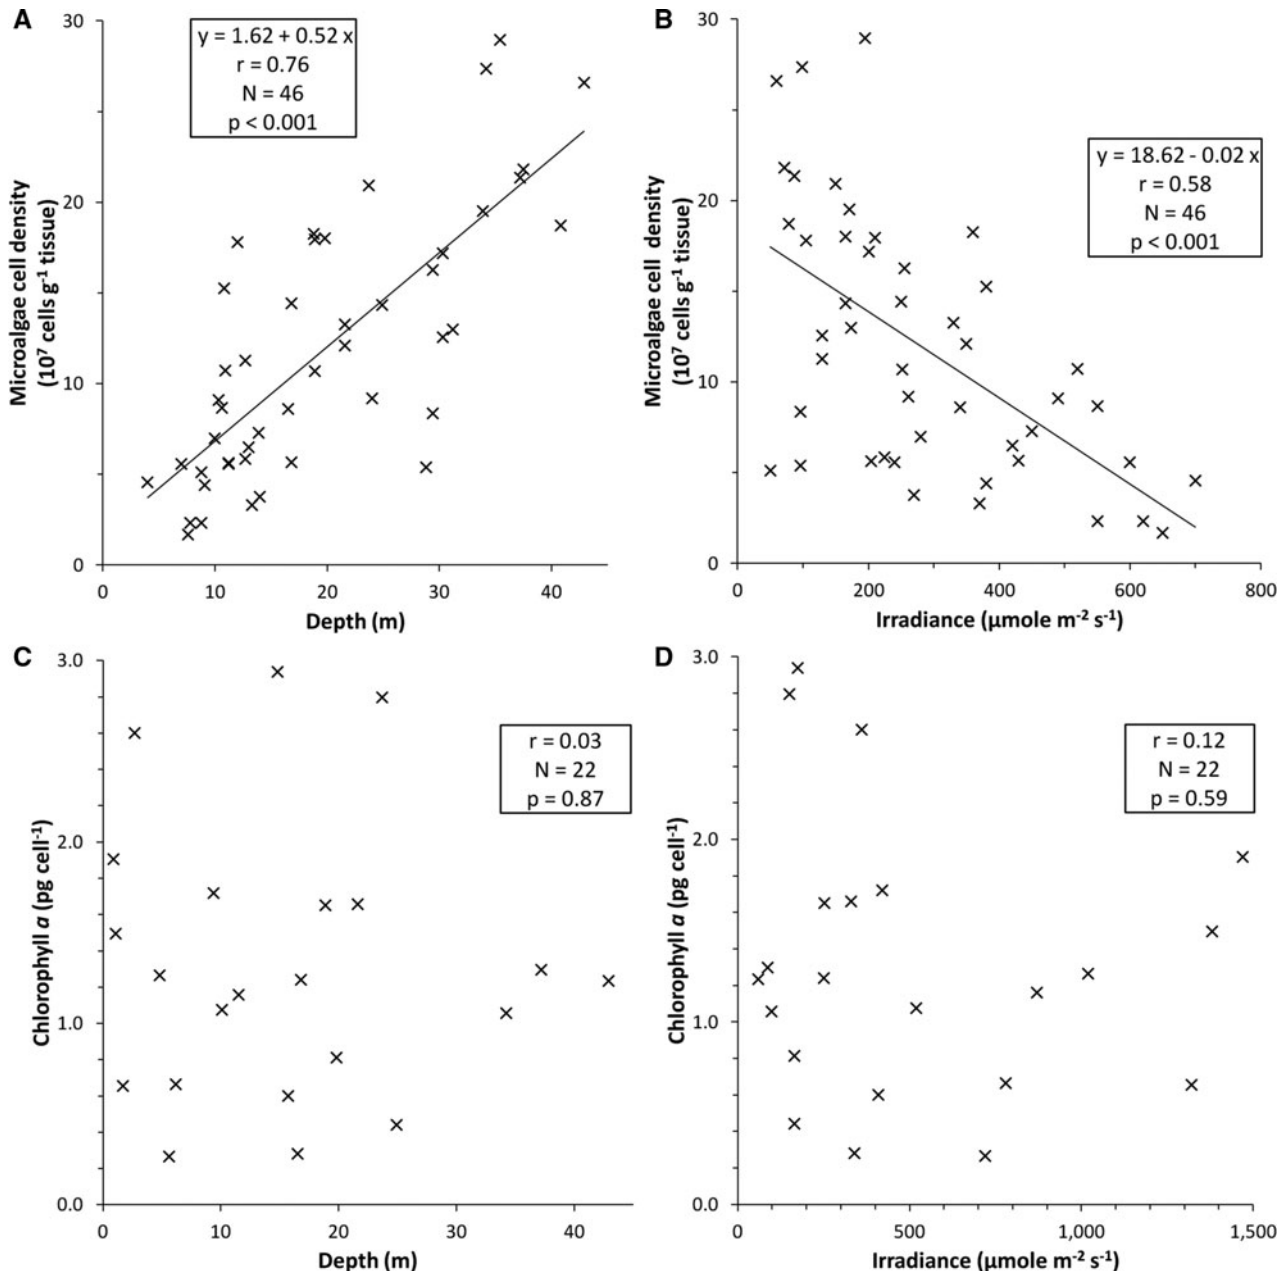 A
30
20
10
0
y = 1.62 + 0.52 x
r = 0.76
N = 46
p < 0.001
Microalgae cell density
(10⁷ cells g⁻¹ tissue)
0 10 20 30 40
Depth (m)
B
30
20
10
0
y = 18.62 - 0.02 x
r = 0.58
N = 46
p < 0.001
Microalgae cell density
(10⁷ cells g⁻¹ tissue)
0 200 400 600 800
Irradiance (µmole m⁻² s⁻¹)
C
3.0
2.0
1.0
0.0
r = 0.03
N = 22
p = 0.87
Chlorophyll a (pg cell⁻¹)
0 10 20 30 40
Depth (m)
D
3.0
2.0
1.0
0.0
r = 0.12
N = 22
p = 0.59
Chlorophyll a (pg cell⁻¹)
0 500 1,000 1,500
Irradiance (µmole m⁻² s⁻¹)